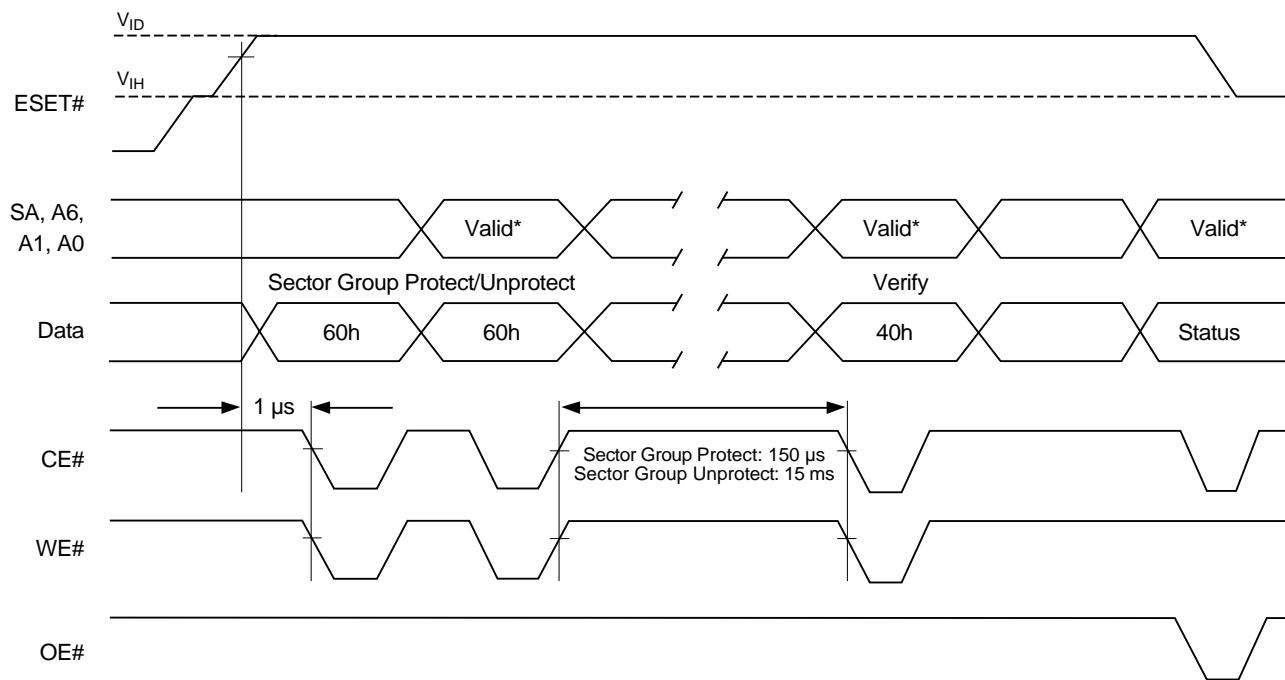 VID
VIH
ESET#
SA, A6,
A1, A0
Valid*
Valid*
Valid*
Sector Group Protect/Unprotect
Verify
Data
60h
60h
40h
Status
1 µs
CE#
Sector Group Protect: 150 µs
Sector Group Unprotect: 15 ms
WE#
OE#